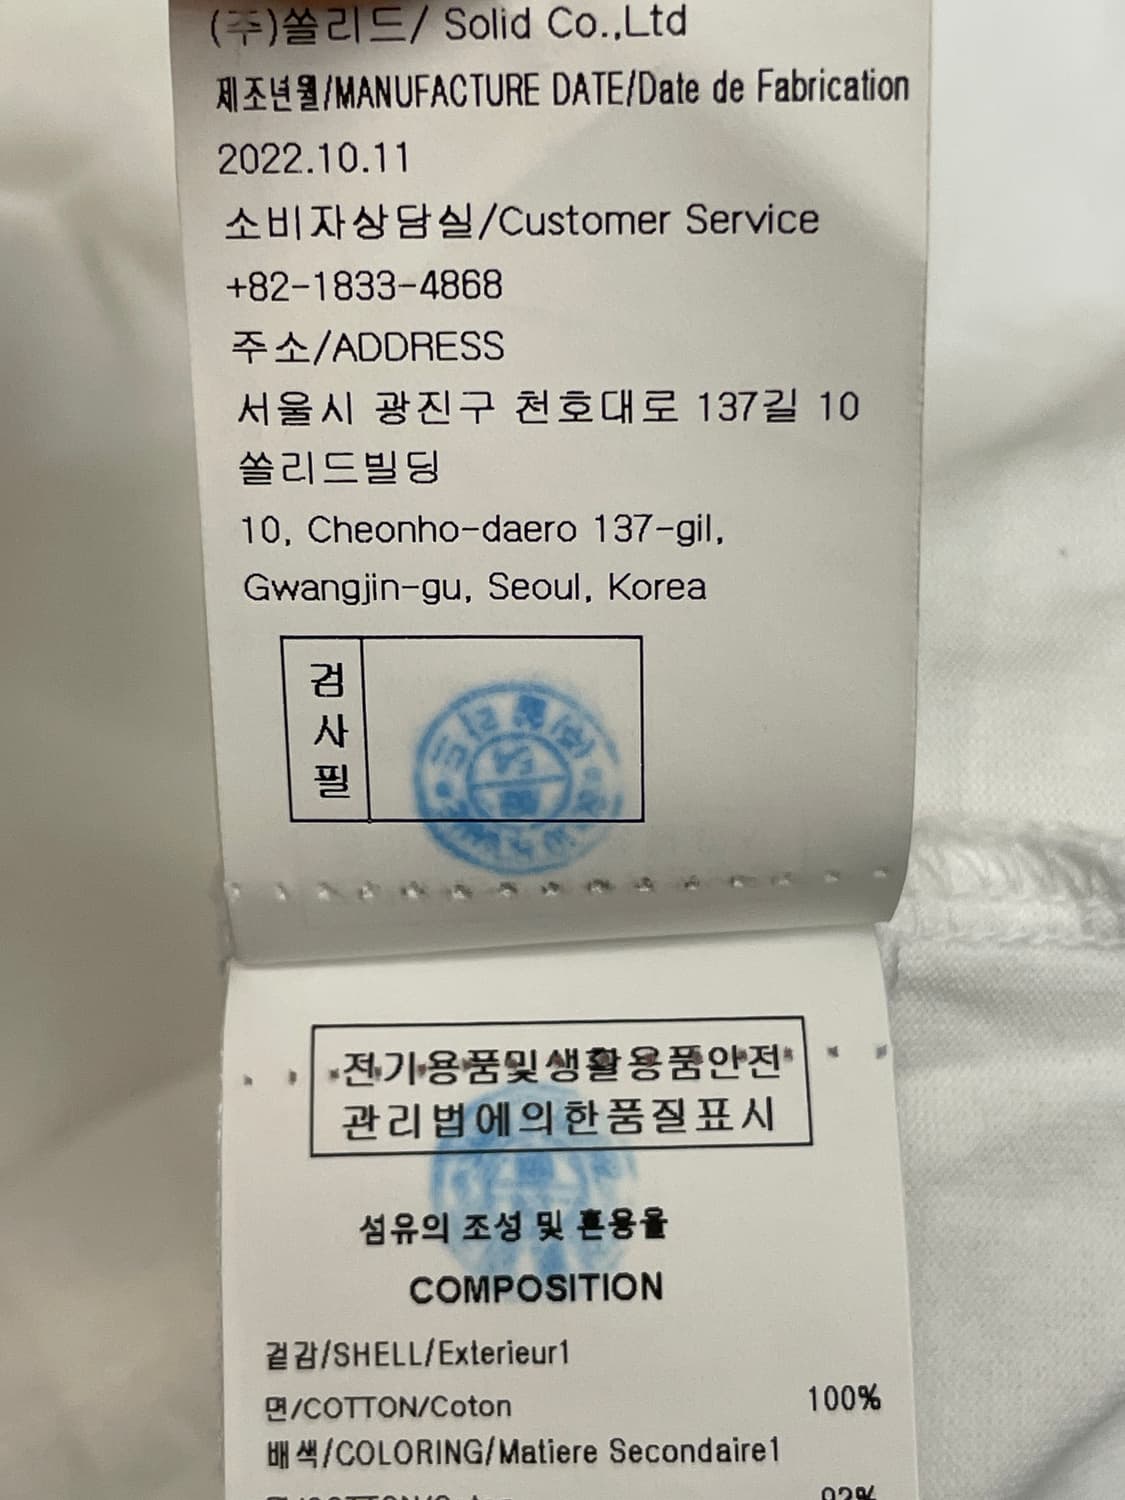 (주)쏠리드/ Solid Co.,Ltd
제조년월/MANUFACTURE DATE/Date de Fabrication
2022.10.11
소비자상담실/Customer Service
+82-1833-4868
주소/ADDRESS
서울시 광진구 천호대로 137길 10
쏠리드빌딩
10, Cheonho-daero 137-gil,
Gwangjin-gu, Seoul, Korea
검
사
필
전기용품및생활용품안전
관리법에의한품질표시
섬유의 조성 및 혼용율
COMPOSITION
겉감/SHELL/Exterieur1
면/COTTON/Coton 100%
배색/COLORING/Matiere Secondaire1